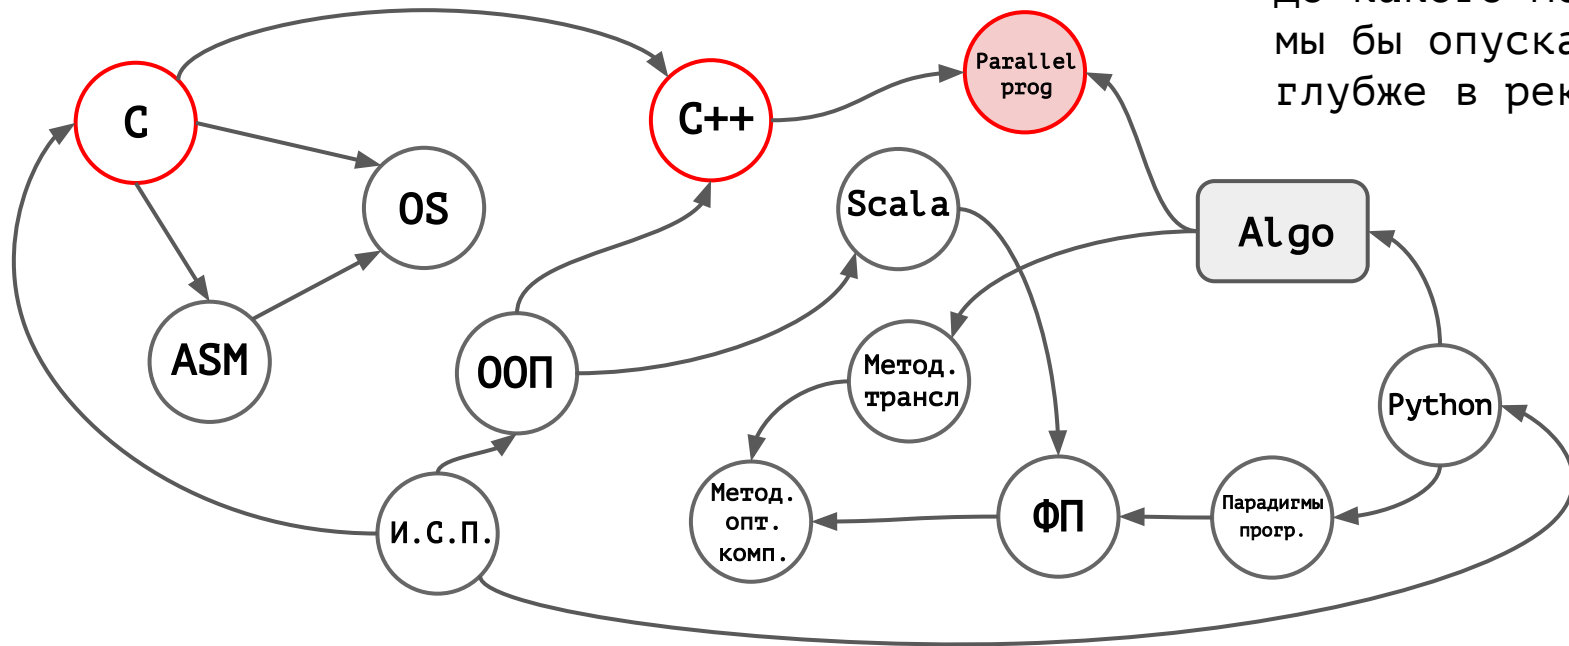 мы бы опуска
глубже в рек
Parallel
prog
C
C++
OS
Scala
Algo
ASM
ООП
Метод.
трансл
Python
Метод.
опт.
комп.
ФП
Парадигмы
прогр.
И.С.П.